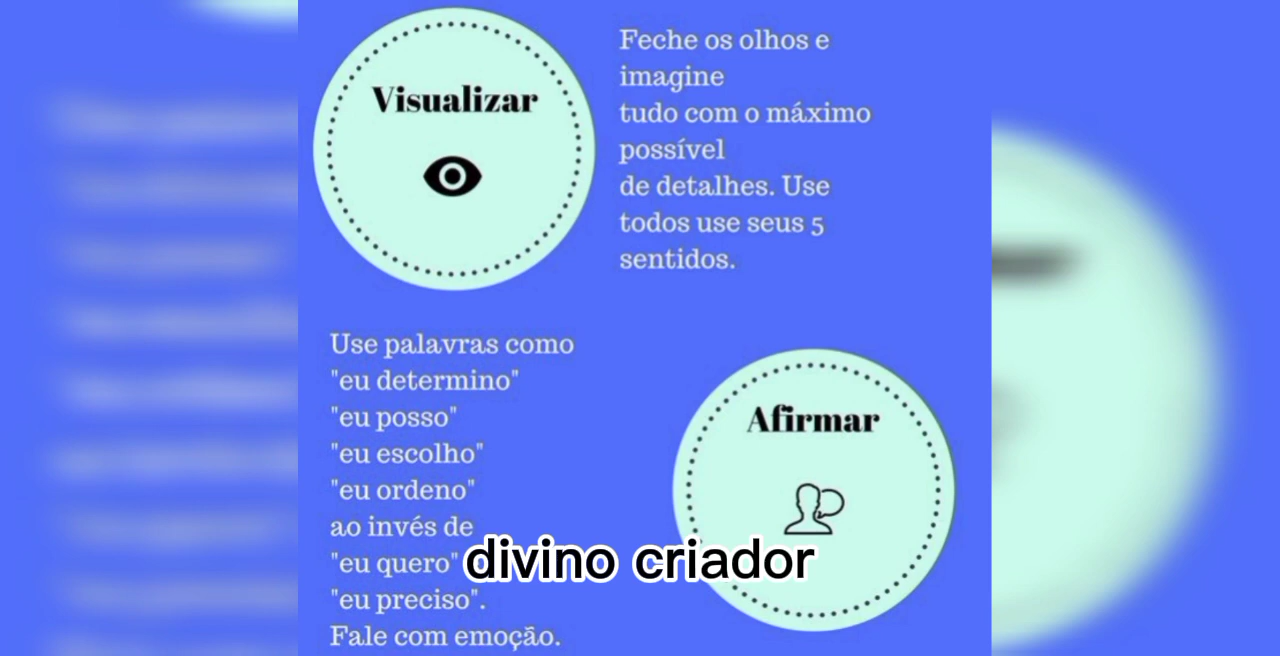 Visualizar
Feche os olhos e
imagine
tudo com o máximo
possível
de detalhes. Use
todos use seus 5
sentidos.
Use palavras como
"eu determino"
"eu posso"
"eu escolho"
"eu ordeno"
ao invés de
"eu quero"
"eu preciso".
Fale com emoção.
Afirmar
divino criador